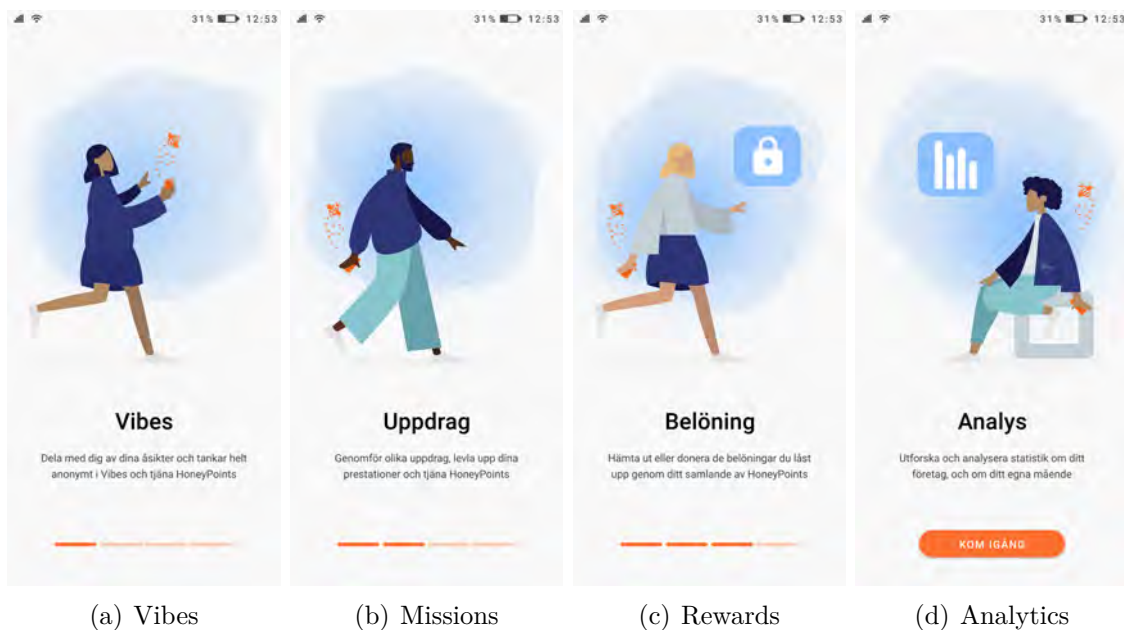 31% 12:53
Vibes
Dela med dig av dina åsikter och tankar helt
anonymt i Vibes och tjäna HoneyPoints
(a) Vibes
31% 12:53
Uppdrag
Genomför olika uppdrag, levla upp dina
prestationer och tjäna HoneyPoints
(b) Missions
31% 12:53
Belöning
Hämta ut eller donera de belöningar du låst
upp genom ditt samlande av HoneyPoints
(c) Rewards
31% 12:53
Analys
Utforska och analysera statistik om ditt
företag, och om ditt egna mående
KOM IGÅNG
(d) Analytics